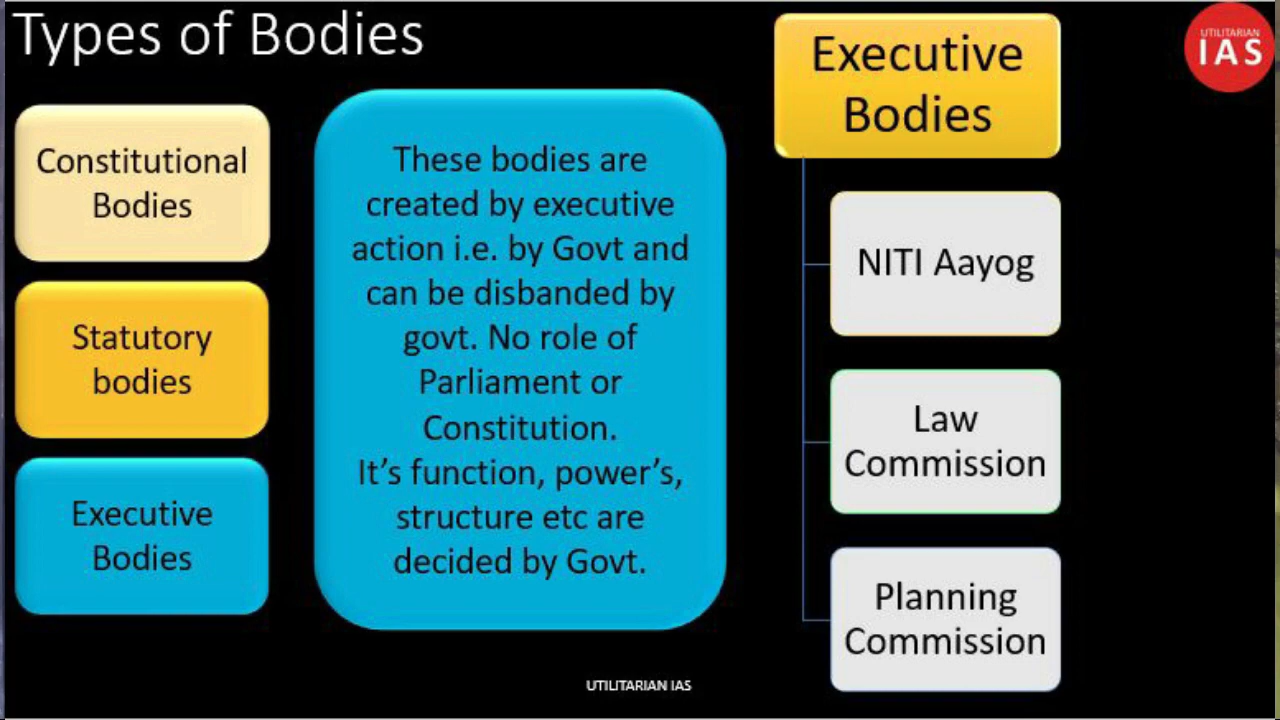 Types of Bodies
Constitutional
Bodies
Statutory
bodies
Executive
Bodies
These bodies are
created by executive
action i.e. by Govt and
can be disbanded by
govt. No role of
Parliament or
Constitution.
It’s function, power’s,
structure etc are
decided by Govt.
Executive
Bodies
NITI Aayog
Law
Commission
Planning
Commission
UTILITARIAN
IAS
UTILITARIAN IAS